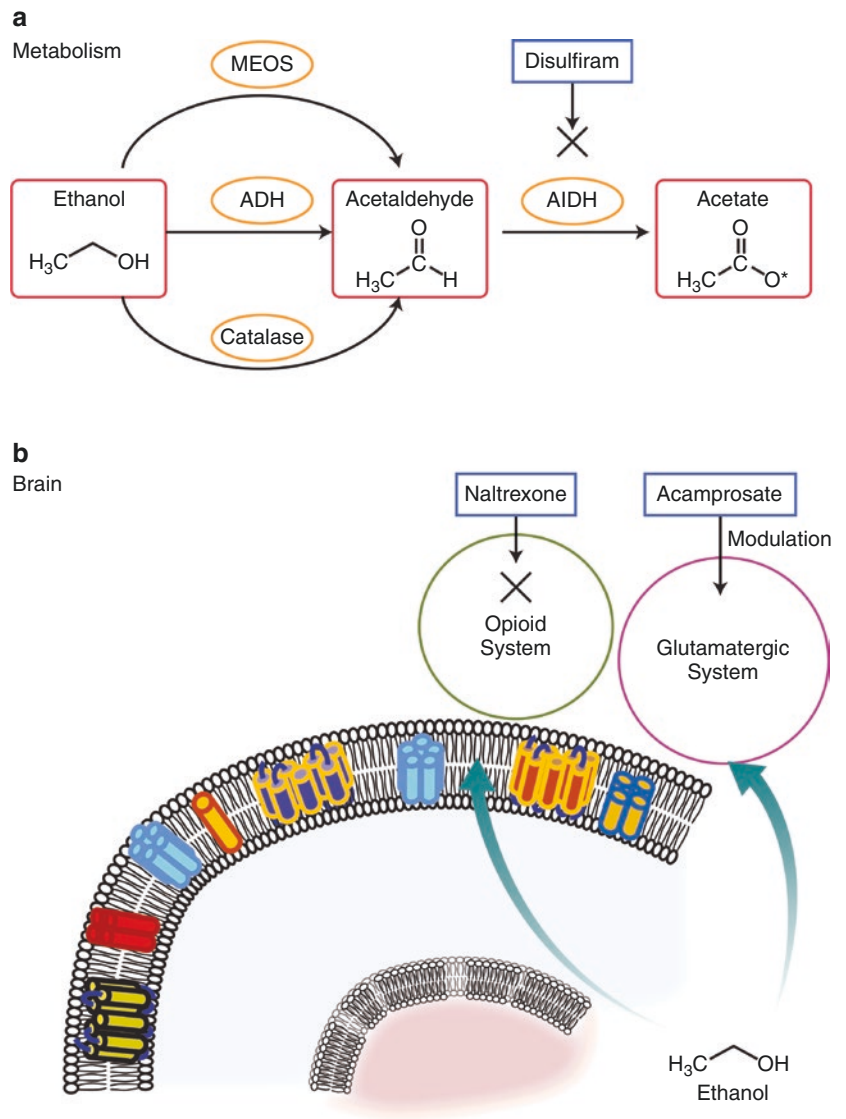 a
Metabolism
MEOS
Disulfiram
Ethanol
ADH
Acetaldehyde
AIDH
Acetate
H₃C
OH
O
C
H₃C
H
O
C
H₃C
O*
Catalase
b
Brain
Naltrexone
Acamprosate
Modulation
Opioid
System
Glutamatergic
System
H₃C
OH
Ethanol